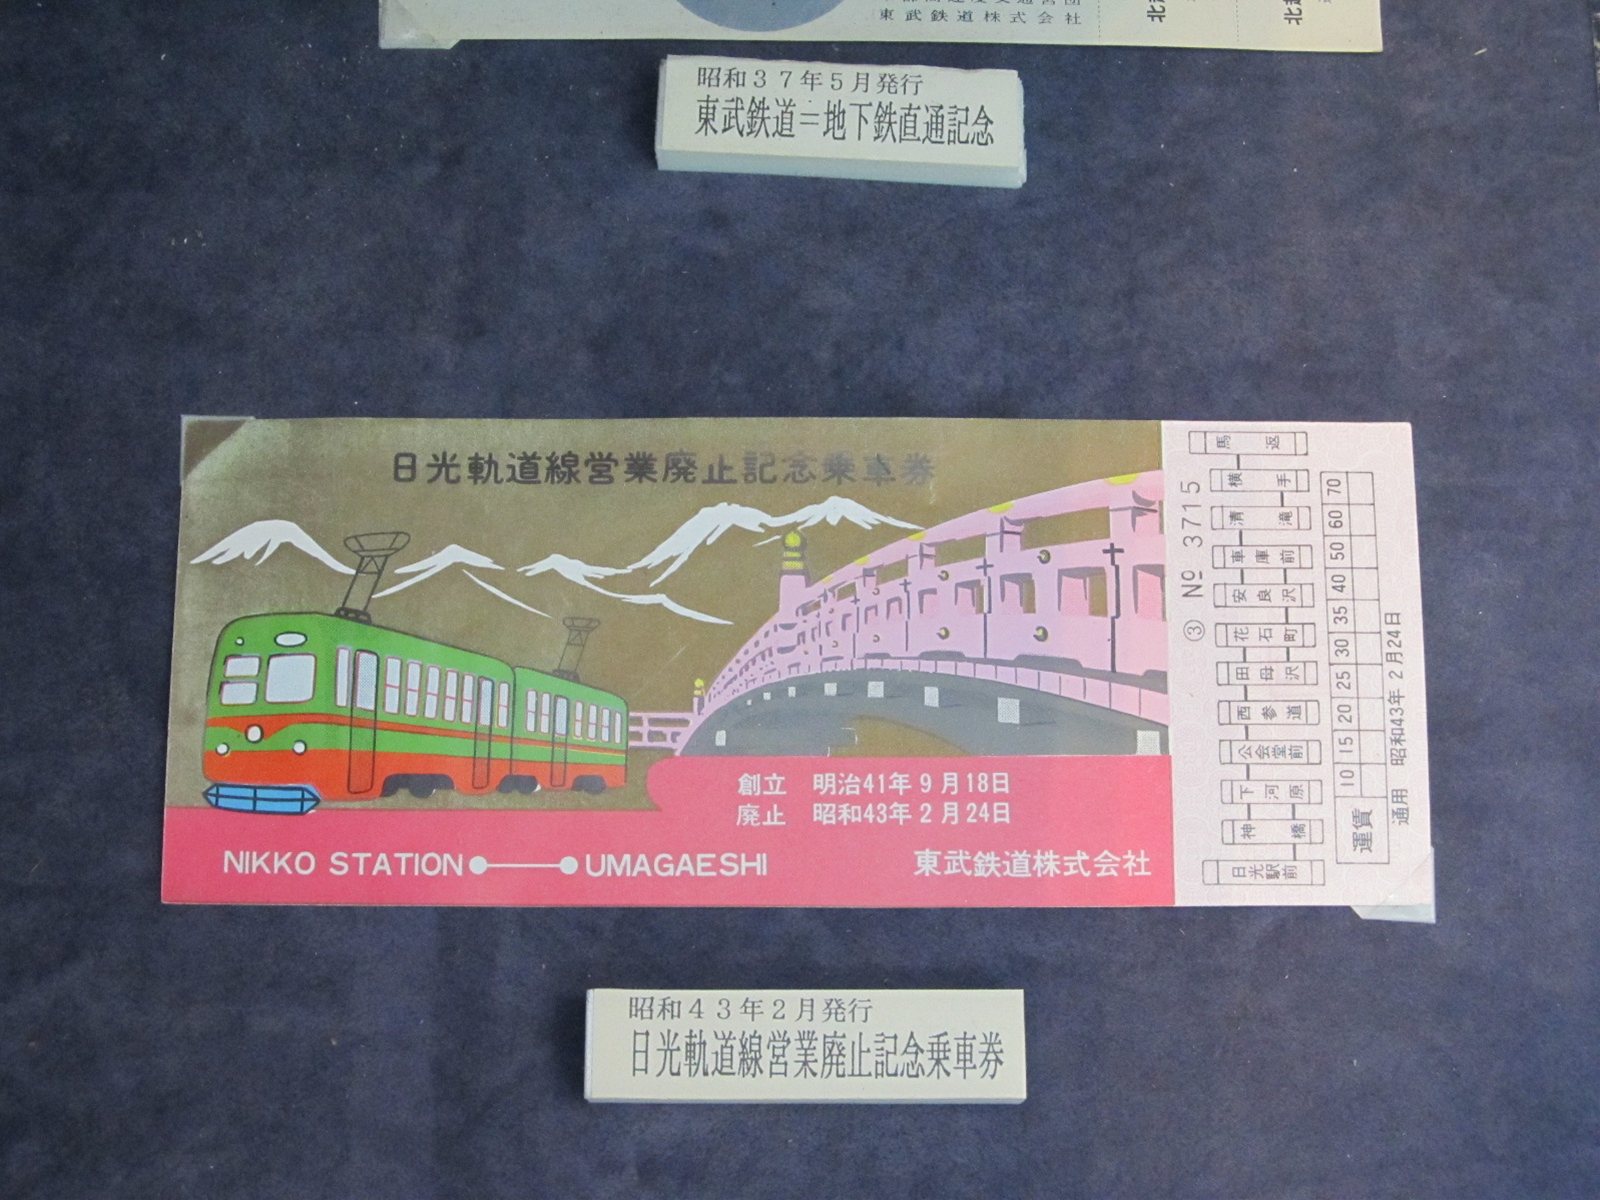 東武鉄道株式会社
昭和37年5月発行
東武鉄道＝地下鉄直通記念
日光軌道線営業廃止記念乗車券
創立 明治41年9月18日
廃止 昭和43年2月24日
NIKKO STATION UMAGAESHI
東武鉄道株式会社
③ № 3715
馬返
横手
清滝
車庫前
安良沢
花石町
田母沢
西参道
公会堂前
下河原
神橋
日光駅前
運賃 10 15 20 25 30 35 40 50 60 70
通用 昭和43年2月24日
昭和43年2月発行
日光軌道線営業廃止記念乗車券